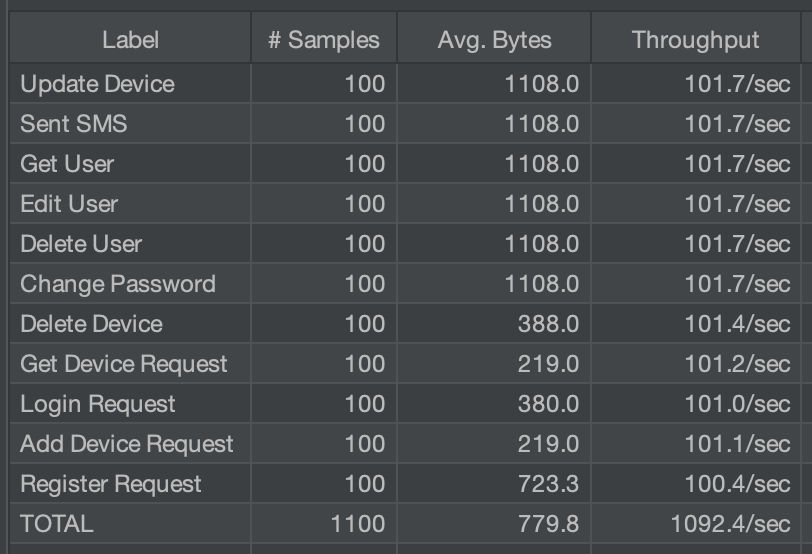 Label # Samples Avg. Bytes Throughput
Update Device 100 1108.0 101.7/sec
Sent SMS 100 1108.0 101.7/sec
Get User 100 1108.0 101.7/sec
Edit User 100 1108.0 101.7/sec
Delete User 100 1108.0 101.7/sec
Change Password 100 1108.0 101.7/sec
Delete Device 100 388.0 101.4/sec
Get Device Request 100 219.0 101.2/sec
Login Request 100 380.0 101.0/sec
Add Device Request 100 219.0 101.1/sec
Register Request 100 723.3 100.4/sec
TOTAL 1100 779.8 1092.4/sec